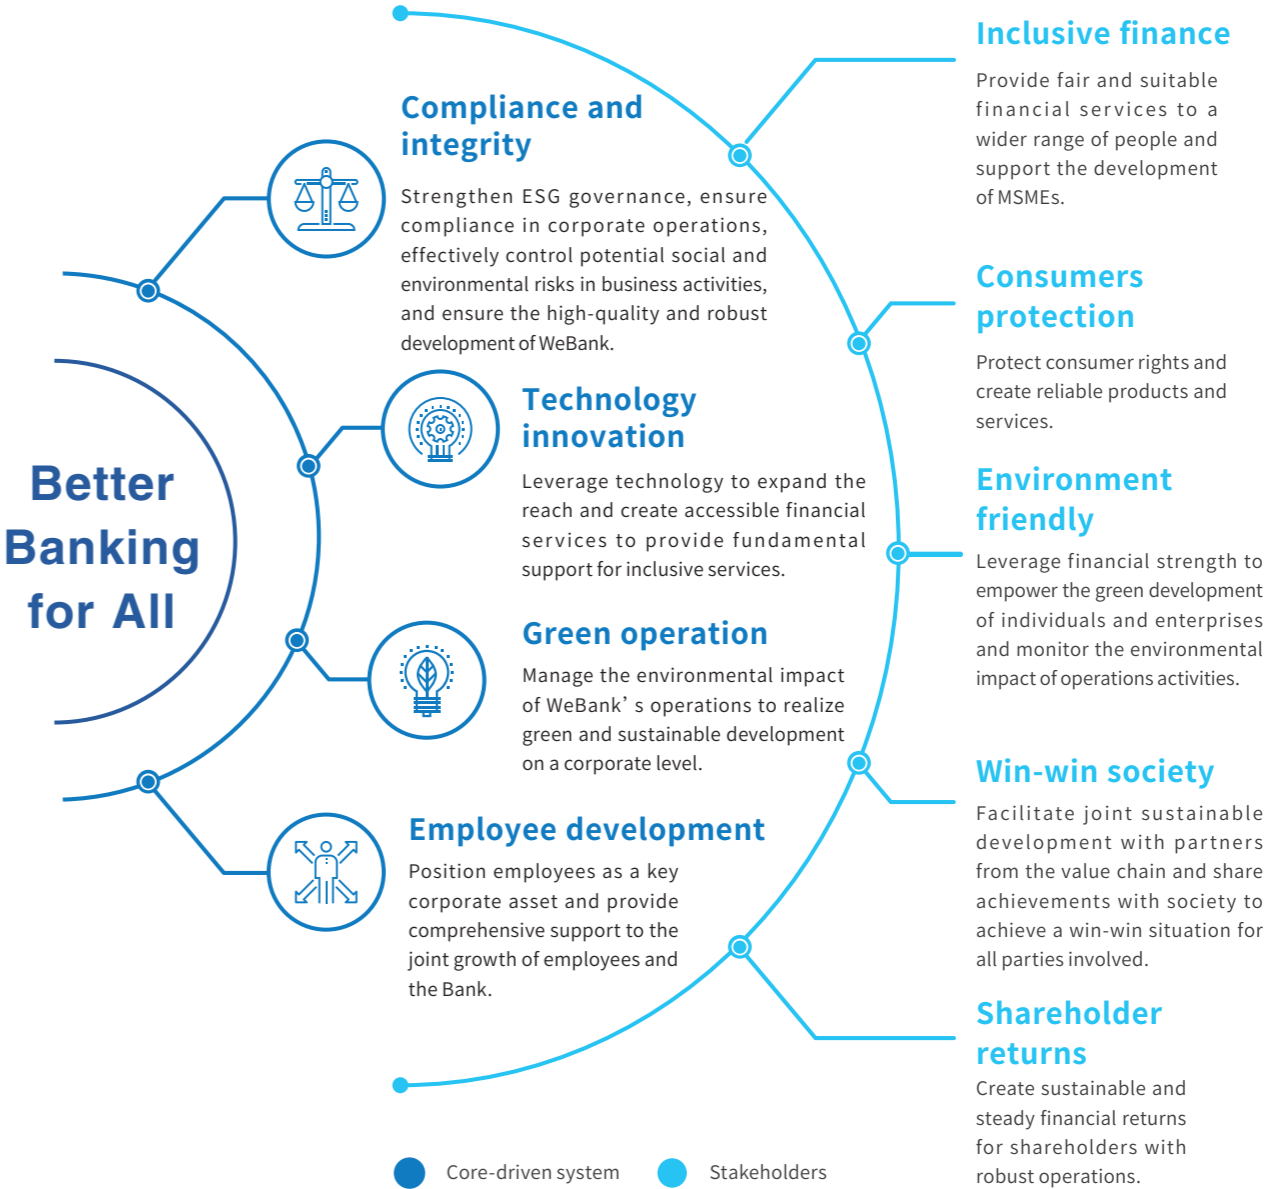 Better
Banking
for All
Compliance and
integrity
Strengthen ESG governance, ensure
compliance in corporate operations,
effectively control potential social and
environmental risks in business activities,
and ensure the high-quality and robust
development of WeBank.
Technology
innovation
Leverage technology to expand the
reach and create accessible financial
services to provide fundamental
support for inclusive services.
Green operation
Manage the environmental impact
of WeBank’ s operations to realize
green and sustainable development
on a corporate level.
Employee development
Position employees as a key
corporate asset and provide
comprehensive support to the
joint growth of employees and
the Bank.
Inclusive finance
Provide fair and suitable
financial services to a
wider range of people and
support the development
of MSMEs.
Consumers
protection
Protect consumer rights and
create reliable products and
services.
Environment
friendly
Leverage financial strength to
empower the green development
of individuals and enterprises
and monitor the environmental
impact of operations activities.
Win-win society
Facilitate joint sustainable
development with partners
from the value chain and share
achievements with society to
achieve a win-win situation for
all parties involved.
Shareholder
returns
Create sustainable and
steady financial returns
for shareholders with
robust operations.
Core-driven system
Stakeholders